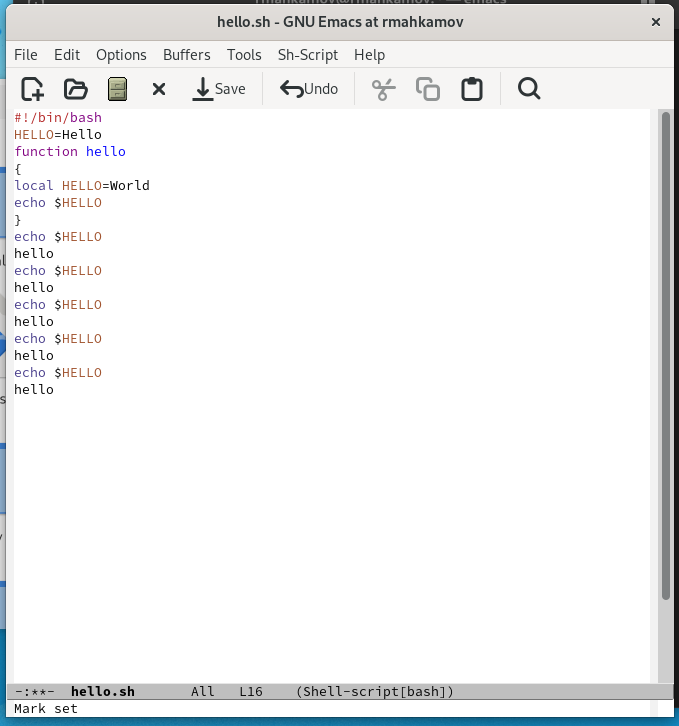 hello.sh - GNU Emacs at rmahkamov
File Edit Options Buffers Tools Sh-Script Help
Save Undo
#!/bin/bash
HELLO=Hello
function hello
{
local HELLO=World
echo $HELLO
}
echo $HELLO
hello
echo $HELLO
hello
echo $HELLO
hello
echo $HELLO
hello
echo $HELLO
hello
-:**- hello.sh All L16 (Shell-script[bash])
Mark set